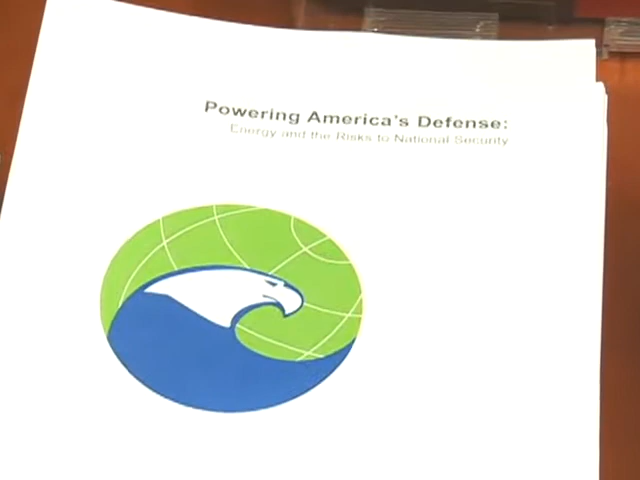 Powering America's Defense:
Energy and the Risks to National Security